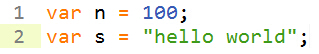 1 var n = 100;
2 var s = "hello world";